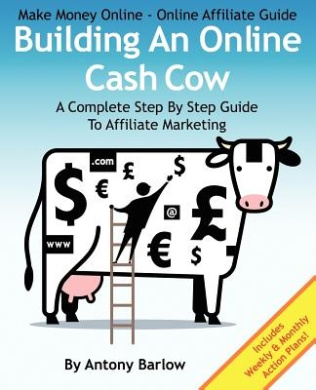 Make Money Online - Online Affiliate Guide
Building An Online
Cash Cow
A Complete Step By Step Guide
To Affiliate Marketing
.com
$
€
£
$
@
£
www
€
$
Includes
Weekly & Monthly
Action Plans!
By Antony Barlow